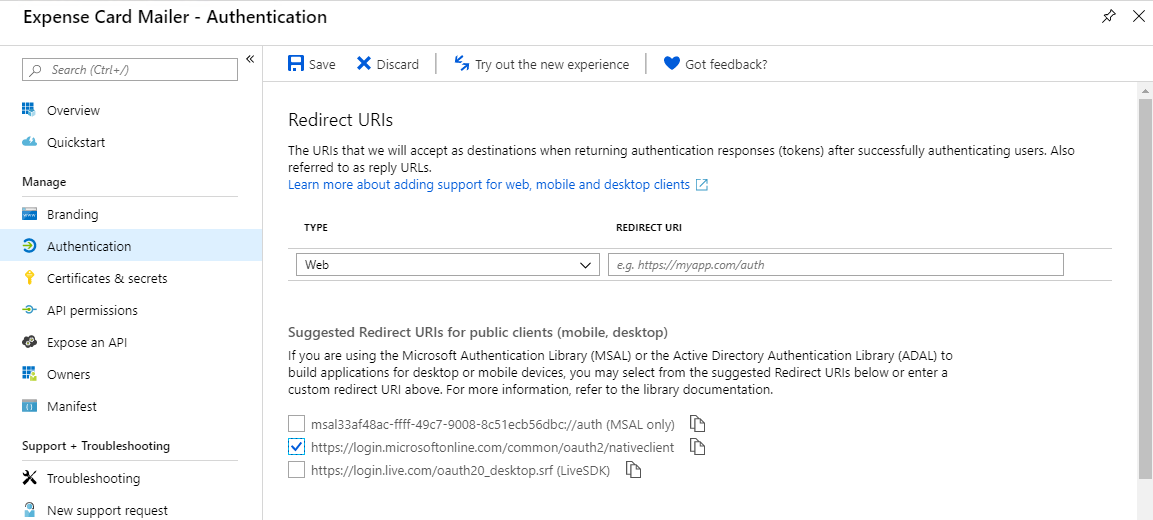 Expense Card Mailer - Authentication
«
Search (Ctrl+/)
Overview
Quickstart
Manage
Branding
Authentication
Certificates & secrets
API permissions
Expose an API
Owners
Manifest
Support + Troubleshooting
Troubleshooting
New support request
Save
Discard
Try out the new experience
Got feedback?
Redirect URIs
The URIs that we will accept as destinations when returning authentication responses (tokens) after successfully authenticating users. Also
referred to as reply URLs.
Learn more about adding support for web, mobile and desktop clients
TYPE
REDIRECT URI
Web
e.g. https://myapp.com/auth
Suggested Redirect URIs for public clients (mobile, desktop)
If you are using the Microsoft Authentication Library (MSAL) or the Active Directory Authentication Library (ADAL) to
build applications for desktop or mobile devices, you may select from the suggested Redirect URIs below or enter a
custom redirect URI above. For more information, refer to the library documentation.
msal33af48ac-ffff-49c7-9008-8c51ecb56dbc://auth (MSAL only)
https://login.microsoftonline.com/common/oauth2/nativeclient
https://login.live.com/oauth20_desktop.srf (LiveSDK)